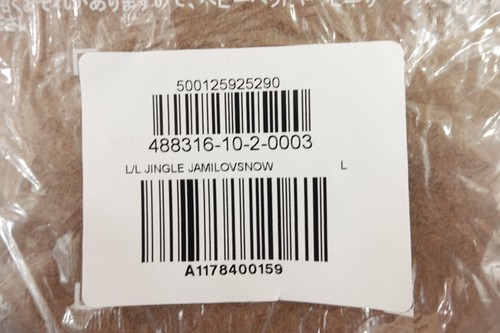 500125925290
488316-10-2-0003
L/L JINGLE JAMILOVSNOW L
A1178400159